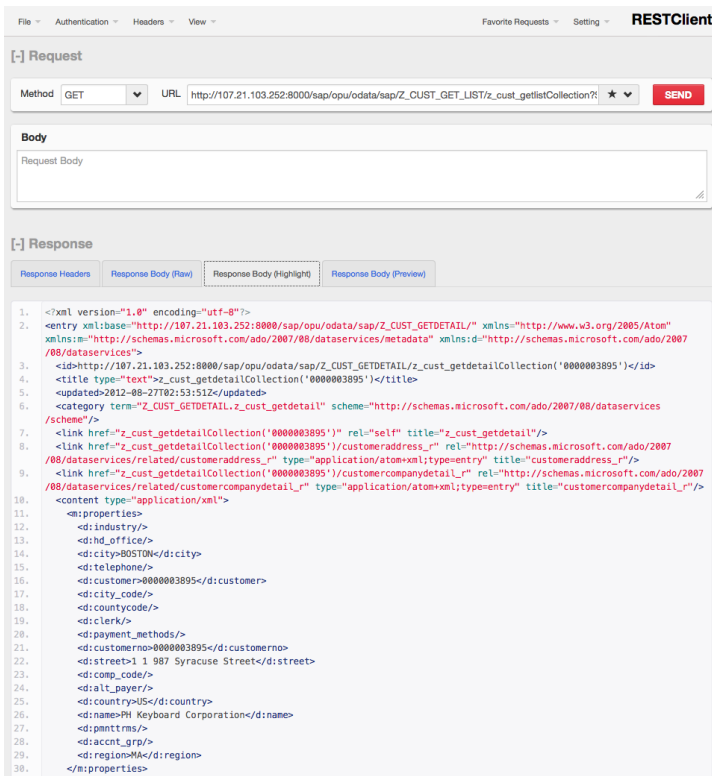 File Authentication Headers View Favorite Requests Setting RESTClient
[-] Request
Method GET URL http://107.21.103.252:8000/sap/opu/odata/sap/Z_CUST_GET_LIST/z_cust_getlistCollection?$ SEND
Body
Request Body
[-] Response
Response Headers Response Body (Raw) Response Body (Highlight) Response Body (Preview)
1. <?xml version="1.0" encoding="utf-8"?>
2. <entry xml:base="http://107.21.103.252:8000/sap/opu/odata/sap/Z_CUST_GETDETAIL/" xmlns="http://www.w3.org/2005/Atom"
xmlns:m="http://schemas.microsoft.com/ado/2007/08/dataservices/metadata" xmlns:d="http://schemas.microsoft.com/ado/2007
/08/dataservices">
3. <id>http://107.21.103.252:8000/sap/opu/odata/sap/Z_CUST_GETDETAIL/z_cust_getdetailCollection('0000003895')</id>
4. <title type="text">z_cust_getdetailCollection('0000003895')</title>
5. <updated>2012-08-27T02:53:51Z</updated>
6. <category term="Z_CUST_GETDETAIL.z_cust_getdetail" scheme="http://schemas.microsoft.com/ado/2007/08/dataservices
/scheme"/>
7. <link href="z_cust_getdetailCollection('0000003895')" rel="self" title="z_cust_getdetail"/>
8. <link href="z_cust_getdetailCollection('0000003895')/customeraddress_r" rel="http://schemas.microsoft.com/ado/2007
/08/dataservices/related/customeraddress_r" type="application/atom+xml;type=entry" title="customeraddress_r"/>
9. <link href="z_cust_getdetailCollection('0000003895')/customercompanydetail_r" rel="http://schemas.microsoft.com/ado/2007
/08/dataservices/related/customercompanydetail_r" type="application/atom+xml;type=entry" title="customercompanydetail_r"/>
10. <content type="application/xml">
11. <m:properties>
12. <d:industry/>
13. <d:hd_office/>
14. <d:city>BOSTON</d:city>
15. <d:telephone/>
16. <d:customer>0000003895</d:customer>
17. <d:city_code/>
18. <d:countycode/>
19. <d:clerk/>
20. <d:payment_methods/>
21. <d:customerno>0000003895</d:customerno>
22. <d:street>1 1 987 Syracuse Street</d:street>
23. <d:comp_code/>
24. <d:alt_payer/>
25. <d:country>US</d:country>
26. <d:name>PH Keyboard Corporation</d:name>
27. <d:pmnttrms/>
28. <d:accnt_grp/>
29. <d:region>MA</d:region>
30. </m:properties>